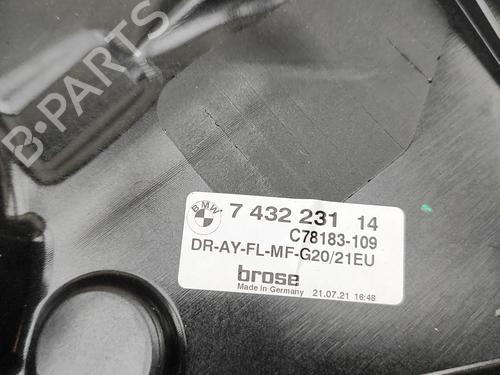 B-PARTS
BMW
7 432 231 14
C78183-109
DR-AY-FL-MF-G20/21EU
brose
Made in Germany 21.07.21 16:48